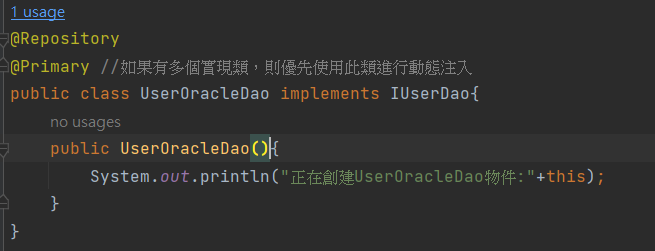 1 usage
@Repository
@Primary //如果有多個實現類，則優先使用此類進行動態注入
public class UserOracleDao implements IUserDao{
no usages
public UserOracleDao(){
System.out.println("正在創建UserOracleDao物件:"+this);
}
}